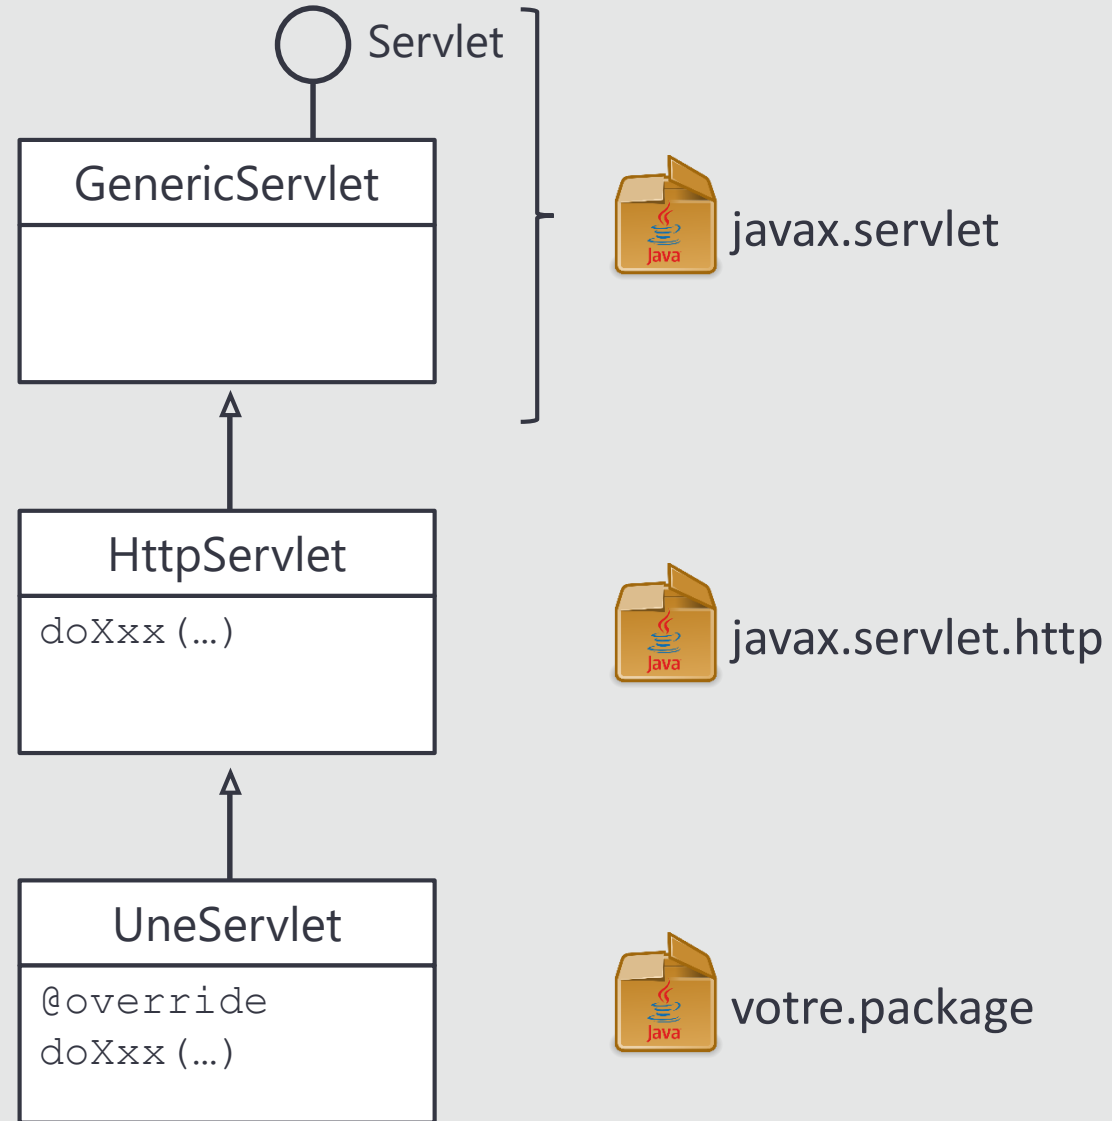 Servlet
GenericServlet
Java
javax.servlet
HttpServlet
doXxx(…)
Java
javax.servlet.http
UneServlet
@override
doXxx(…)
Java
votre.package